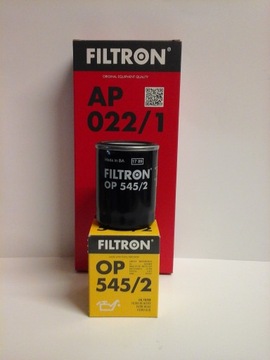 FILTRON®
ORIGINAL EQUIPMENT QUALITY
AP
022/1
FILTRON
OP 545/2
FILTRON®
OP
545/2